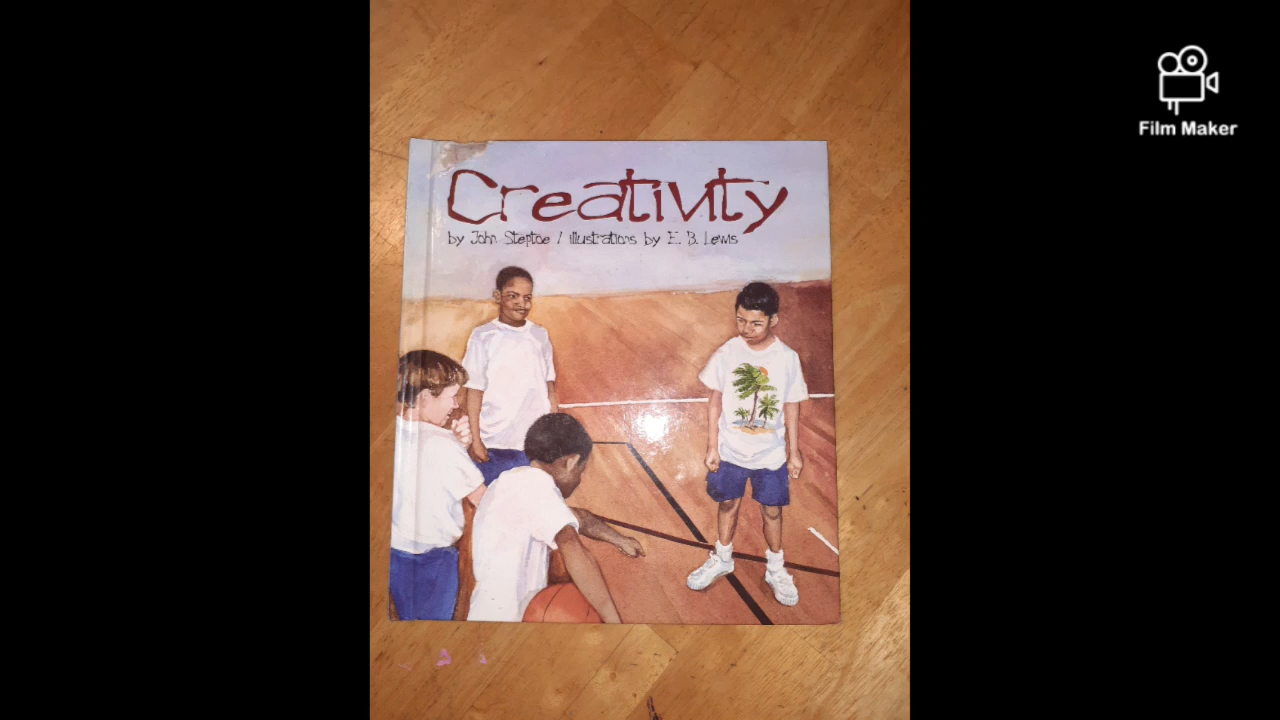 Creativity
by John Steptoe / illustrations by E. B. Lewis
Film Maker